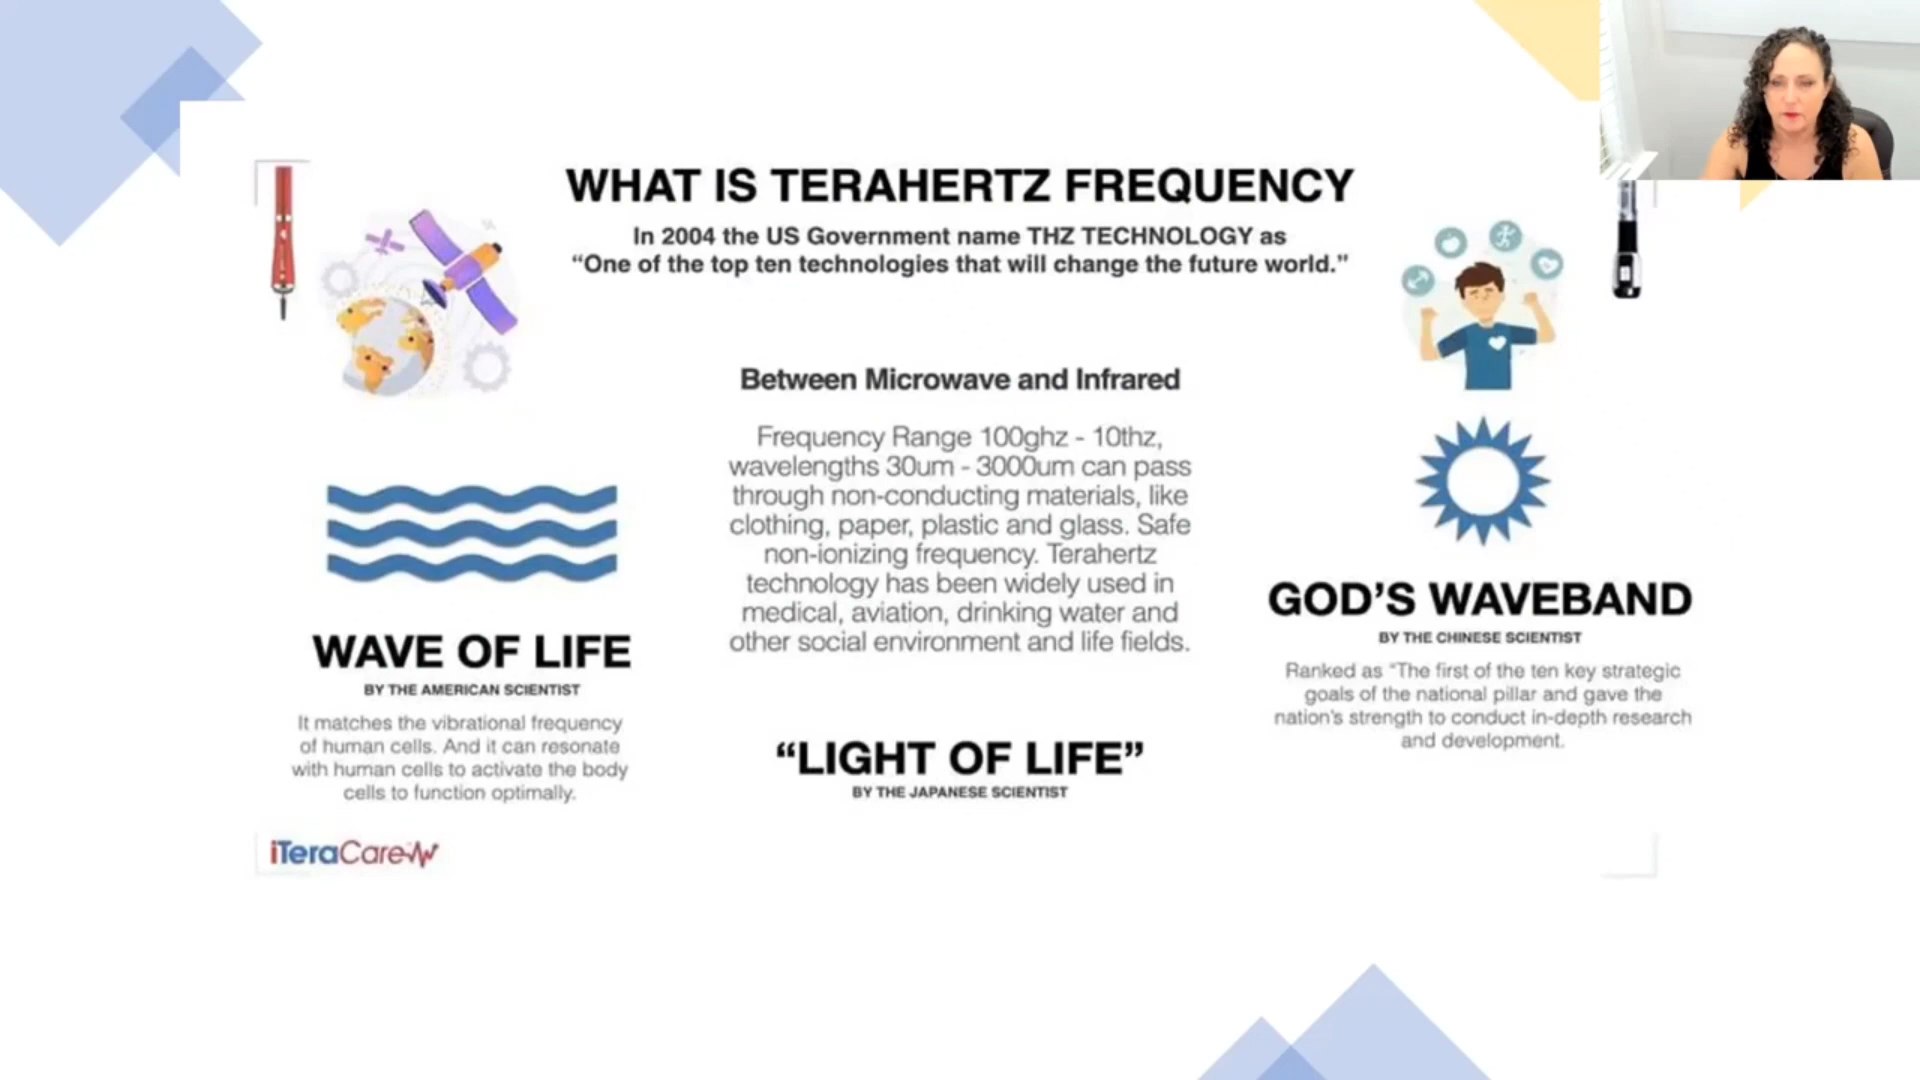 WHAT IS TERAHERTZ FREQUENCY
In 2004 the US Government name THZ TECHNOLOGY as
“One of the top ten technologies that will change the future world.”
Between Microwave and Infrared
Frequency Range 100ghz - 10thz,
wavelengths 30um - 3000um can pass
through non-conducting materials, like
clothing, paper, plastic and glass. Safe
non-ionizing frequency. Terahertz
technology has been widely used in
medical, aviation, drinking water and
other social environment and life fields.
WAVE OF LIFE
BY THE AMERICAN SCIENTIST
It matches the vibrational frequency
of human cells. And it can resonate
with human cells to activate the body
cells to function optimally.
“LIGHT OF LIFE”
BY THE JAPANESE SCIENTIST
GOD’S WAVEBAND
BY THE CHINESE SCIENTIST
Ranked as “The first of the ten key strategic
goals of the national pillar and gave the
nation’s strength to conduct in-depth research
and development.
iTeraCare